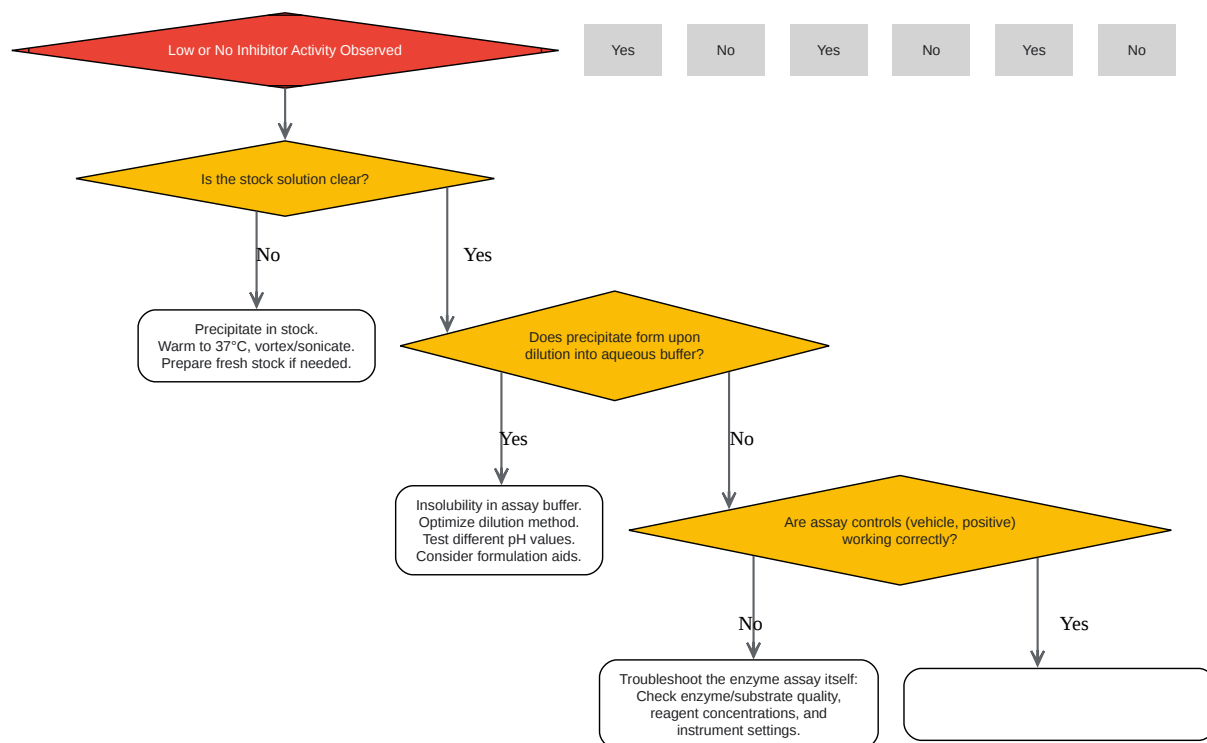 Low or No Inhibitor Activity Observed
Yes
No
Yes
No
Yes
No
Is the stock solution clear?
No
Yes
Precipitate in stock.
Warm to 37°C, vortex/sonicate.
Prepare fresh stock if needed.
Does precipitate form upon
dilution into aqueous buffer?
Yes
No
Insolubility in assay buffer.
Optimize dilution method.
Test different pH values.
Consider formulation aids.
Are assay controls (vehicle, positive)
working correctly?
No
Yes
Troubleshoot the enzyme assay itself:
Check enzyme/substrate quality,
reagent concentrations, and
instrument settings.